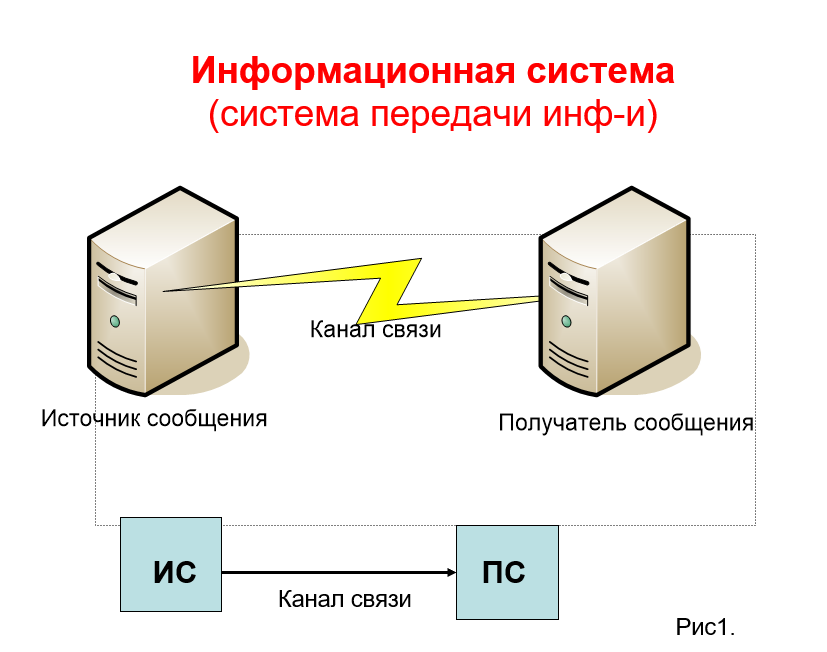 Информационная система
(система передачи инф-и)
Канал связи
Источник сообщения
Получатель сообщения
ИС
ПС
Канал связи
Рис1.